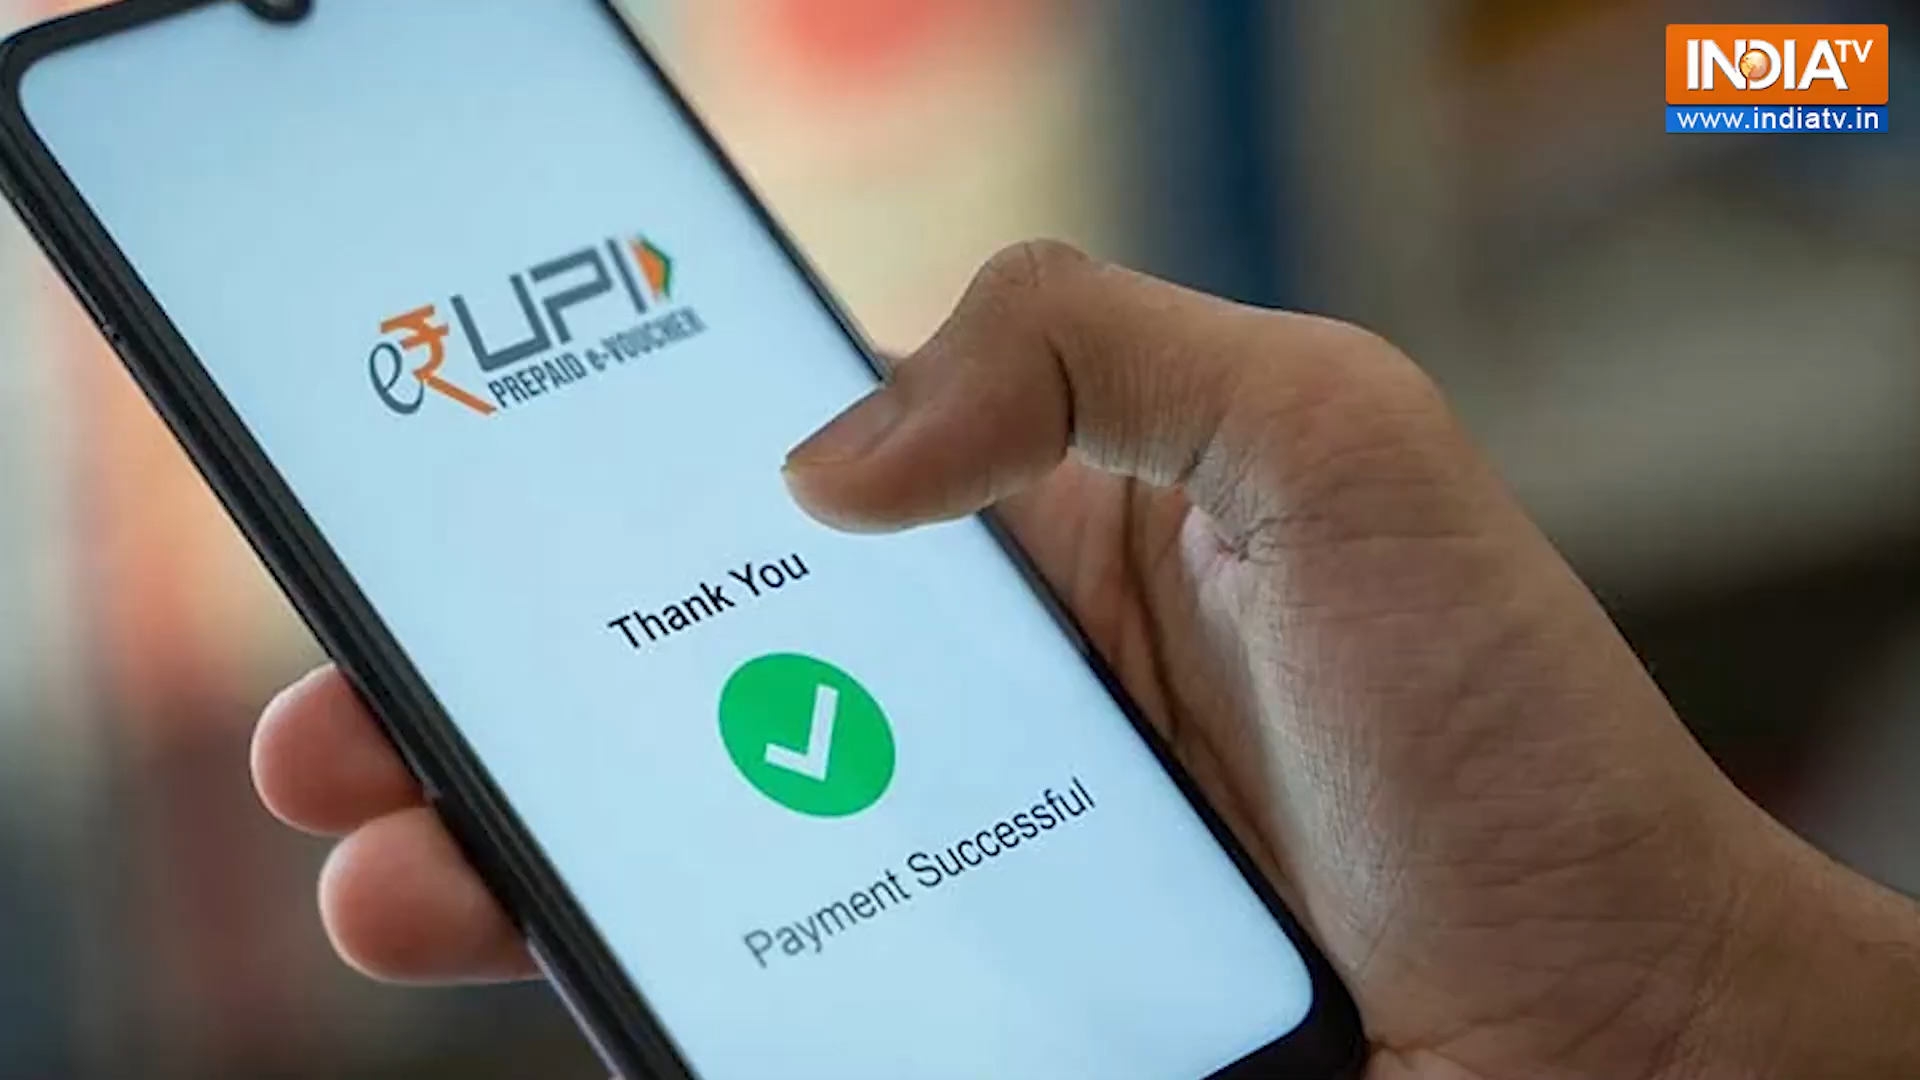 INDIA TV
www.indiatv.in
e₹UPI
PREPAID e-VOUCHER
Thank You
Payment Successful